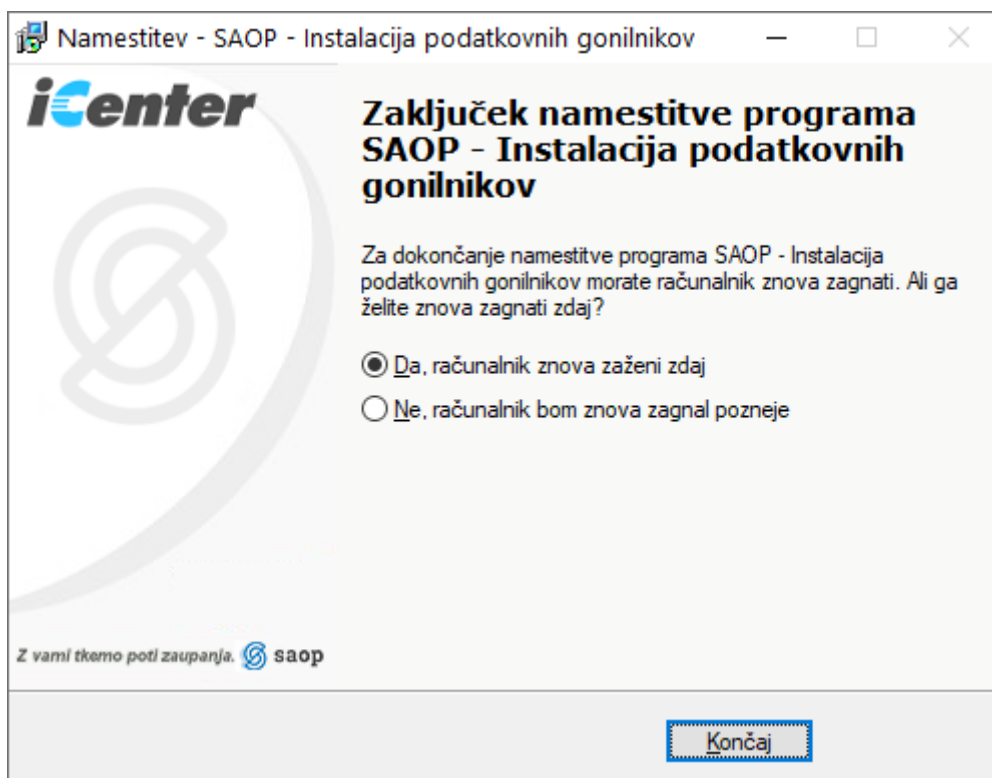 Namestitev - SAOP - Instalacija podatkovnih gonilnikov
iCenter
Zaključek namestitve programa
SAOP - Instalacija podatkovnih
gonilnikov
Za dokončanje namestitve programa SAOP - Instalacija
podatkovnih gonilnikov morate računalnik znova zagnati. Ali ga
želite znova zagnati zdaj?
Da, računalnik znova zaženi zdaj
Ne, računalnik bom znova zagnal pozneje
Z vami tkemo poti zaupanja. saop
Končaj